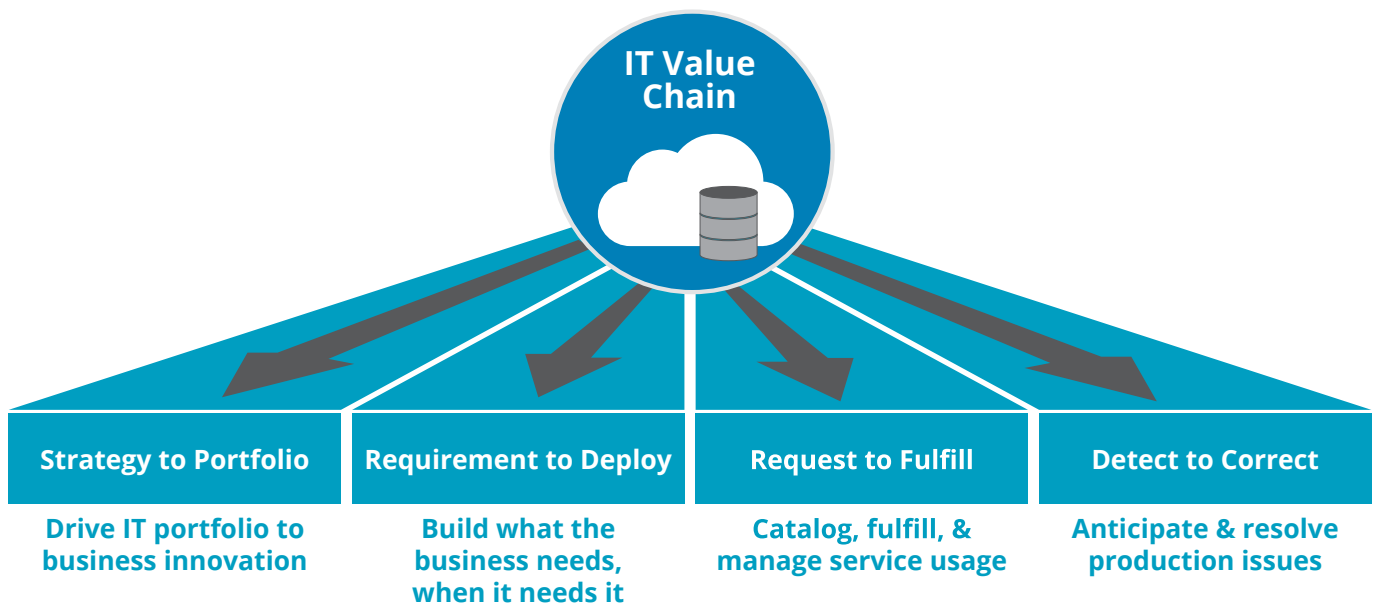 IT Value
Chain
Strategy to Portfolio
Requirement to Deploy
Request to Fulfill
Detect to Correct
Drive IT portfolio to
business innovation
Build what the
business needs,
when it needs it
Catalog, fulfill, &
manage service usage
Anticipate & resolve
production issues